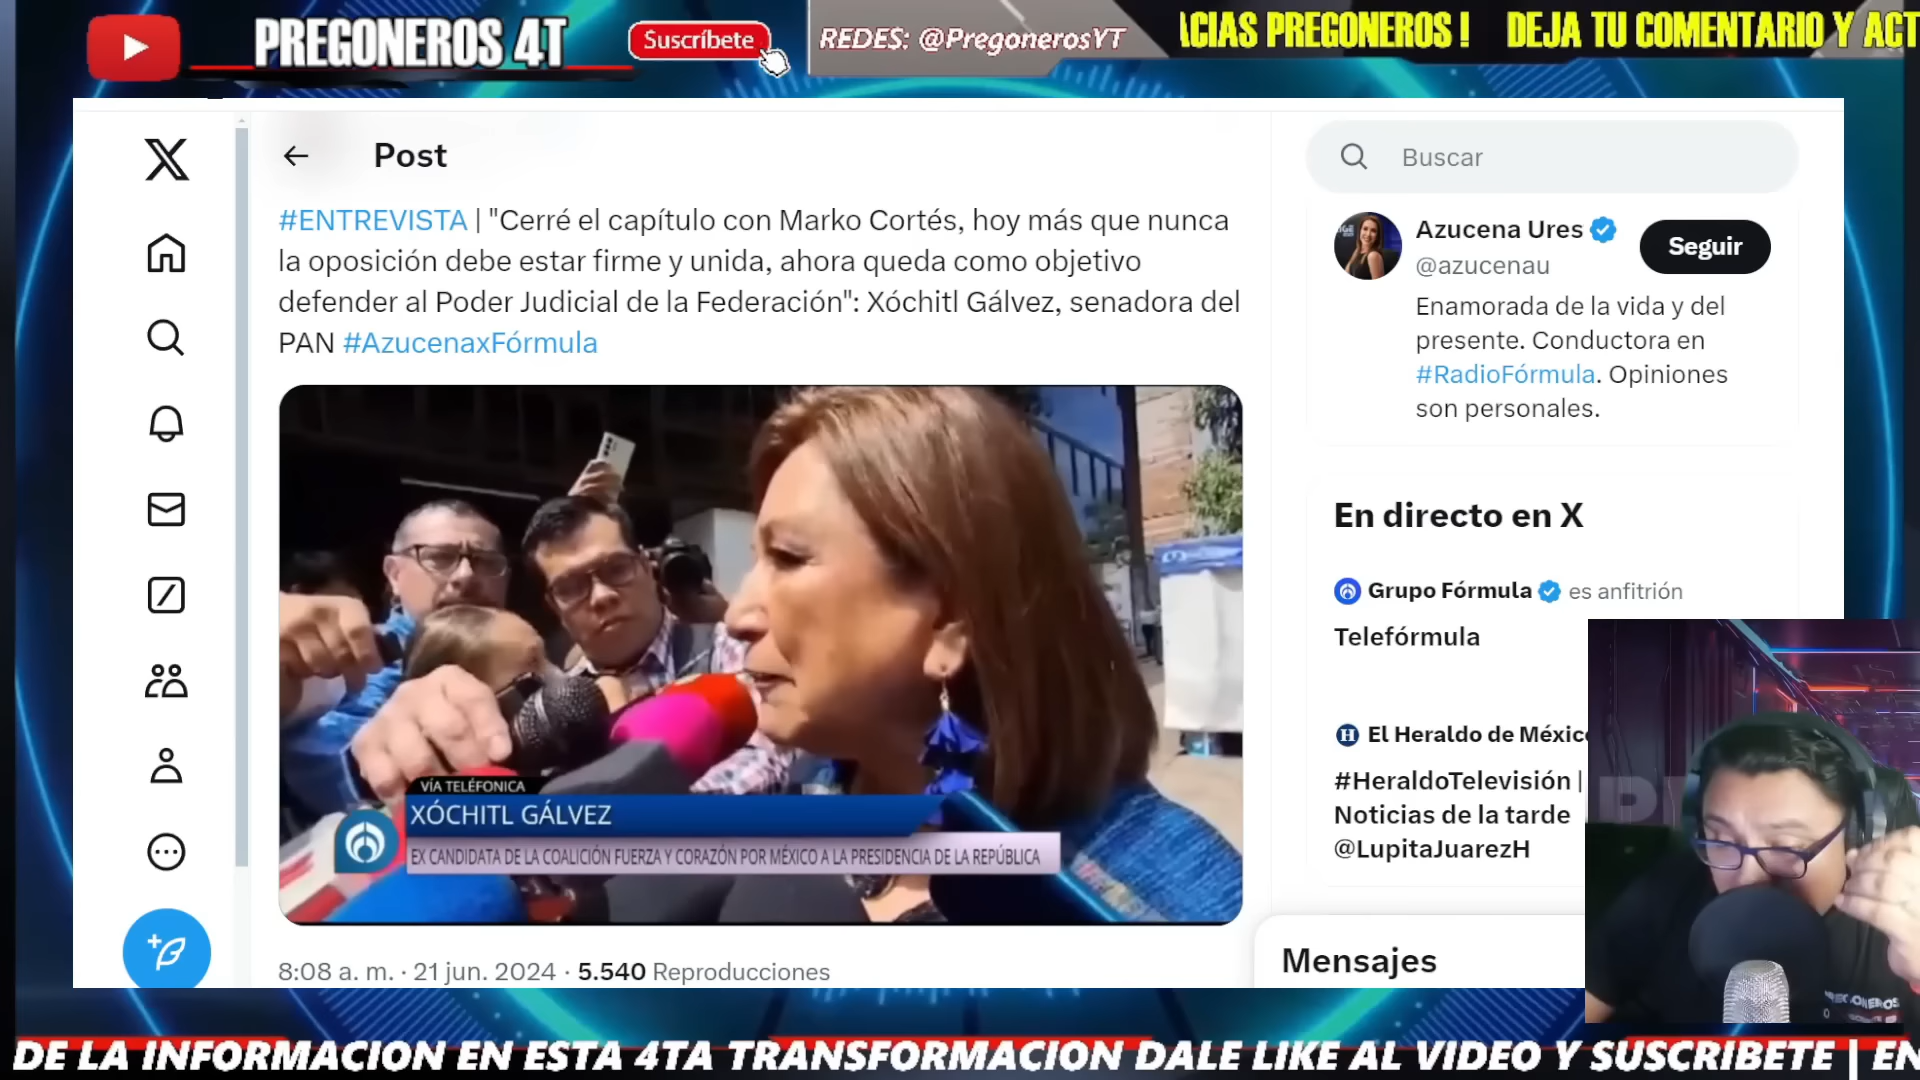 PREGONEROS 4T
Suscríbete
REDES: @PregonerosYT
ACIAS PREGONEROS ! DEJA TU COMENTARIO Y ACT
Post
#ENTREVISTA | "Cerré el capítulo con Marko Cortés, hoy más que nunca
la oposición debe estar firme y unida, ahora queda como objetivo
defender al Poder Judicial de la Federación": Xóchitl Gálvez, senadora del
PAN #AzucenaxFórmula
VÍA TELÉFONICA
XÓCHITL GÁLVEZ
EX CANDIDATA DE LA COALICIÓN FUERZA Y CORAZÓN POR MÉXICO A LA PRESIDENCIA DE LA REPÚBLICA
8:08 a. m. · 21 jun. 2024 · 5.540 Reproducciones
Buscar
Azucena Ures
@azucenau
Seguir
Enamorada de la vida y del
presente. Conductora en
#RadioFórmula. Opiniones
son personales.
En directo en X
Grupo Fórmula es anfitrión
Telefórmula
El Heraldo de México
#HeraldoTelevisión |
Noticias de la tarde
@LupitaJuarezH
Mensajes
DE LA INFORMACION EN ESTA 4TA TRANSFORMACION DALE LIKE AL VIDEO Y SUSCRIBETE | EN